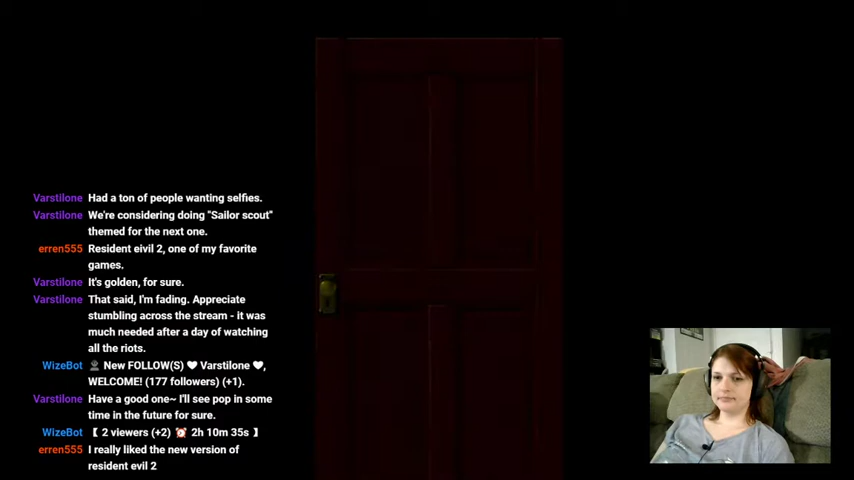 Varstilone Had a ton of people wanting selfies.
Varstilone We're considering doing "Sailor scout"
themed for the next one.
erren555 Resident eivil 2, one of my favorite
games.
Varstilone It's golden, for sure.
Varstilone That said, I'm fading. Appreciate
stumbling across the stream - it was
much needed after a day of watching
all the riots.
WizeBot New FOLLOW(S) Varstilone ,
WELCOME! (177 followers) (+1).
Varstilone Have a good one~ I'll see pop in some
time in the future for sure.
WizeBot 【 2 viewers (+2) ⏰ 2h 10m 35s 】
erren555 I really liked the new version of
resident evil 2